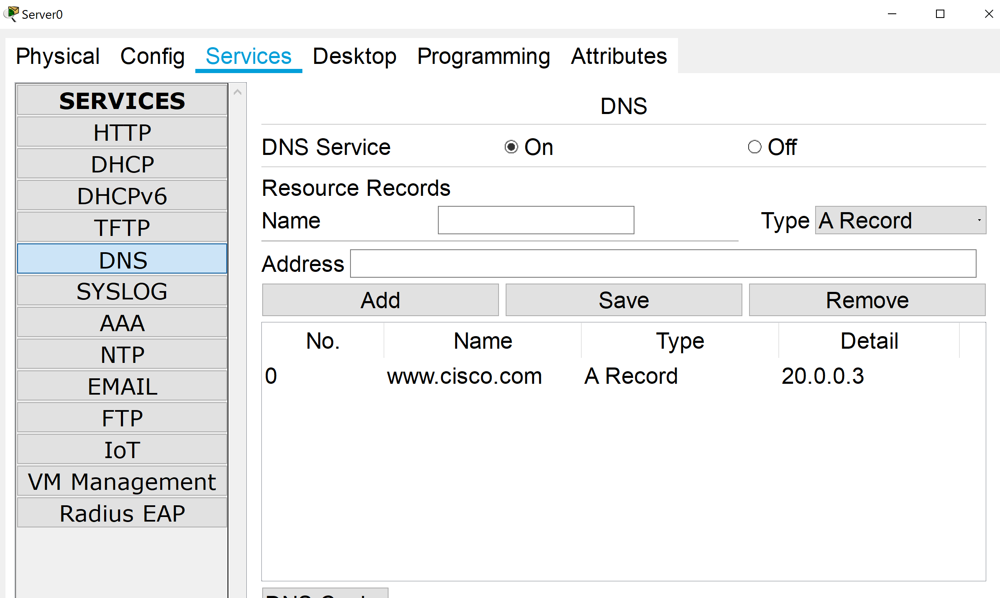 Server0
Physical Config Services Desktop Programming Attributes
SERVICES
HTTP
DHCP
DHCPv6
TFTP
DNS
SYSLOG
AAA
NTP
EMAIL
FTP
IoT
VM Management
Radius EAP
DNS
DNS Service On Off
Resource Records
Name Type A Record
Address
Add Save Remove
No. Name Type Detail
0 www.cisco.com A Record 20.0.0.3
DNS